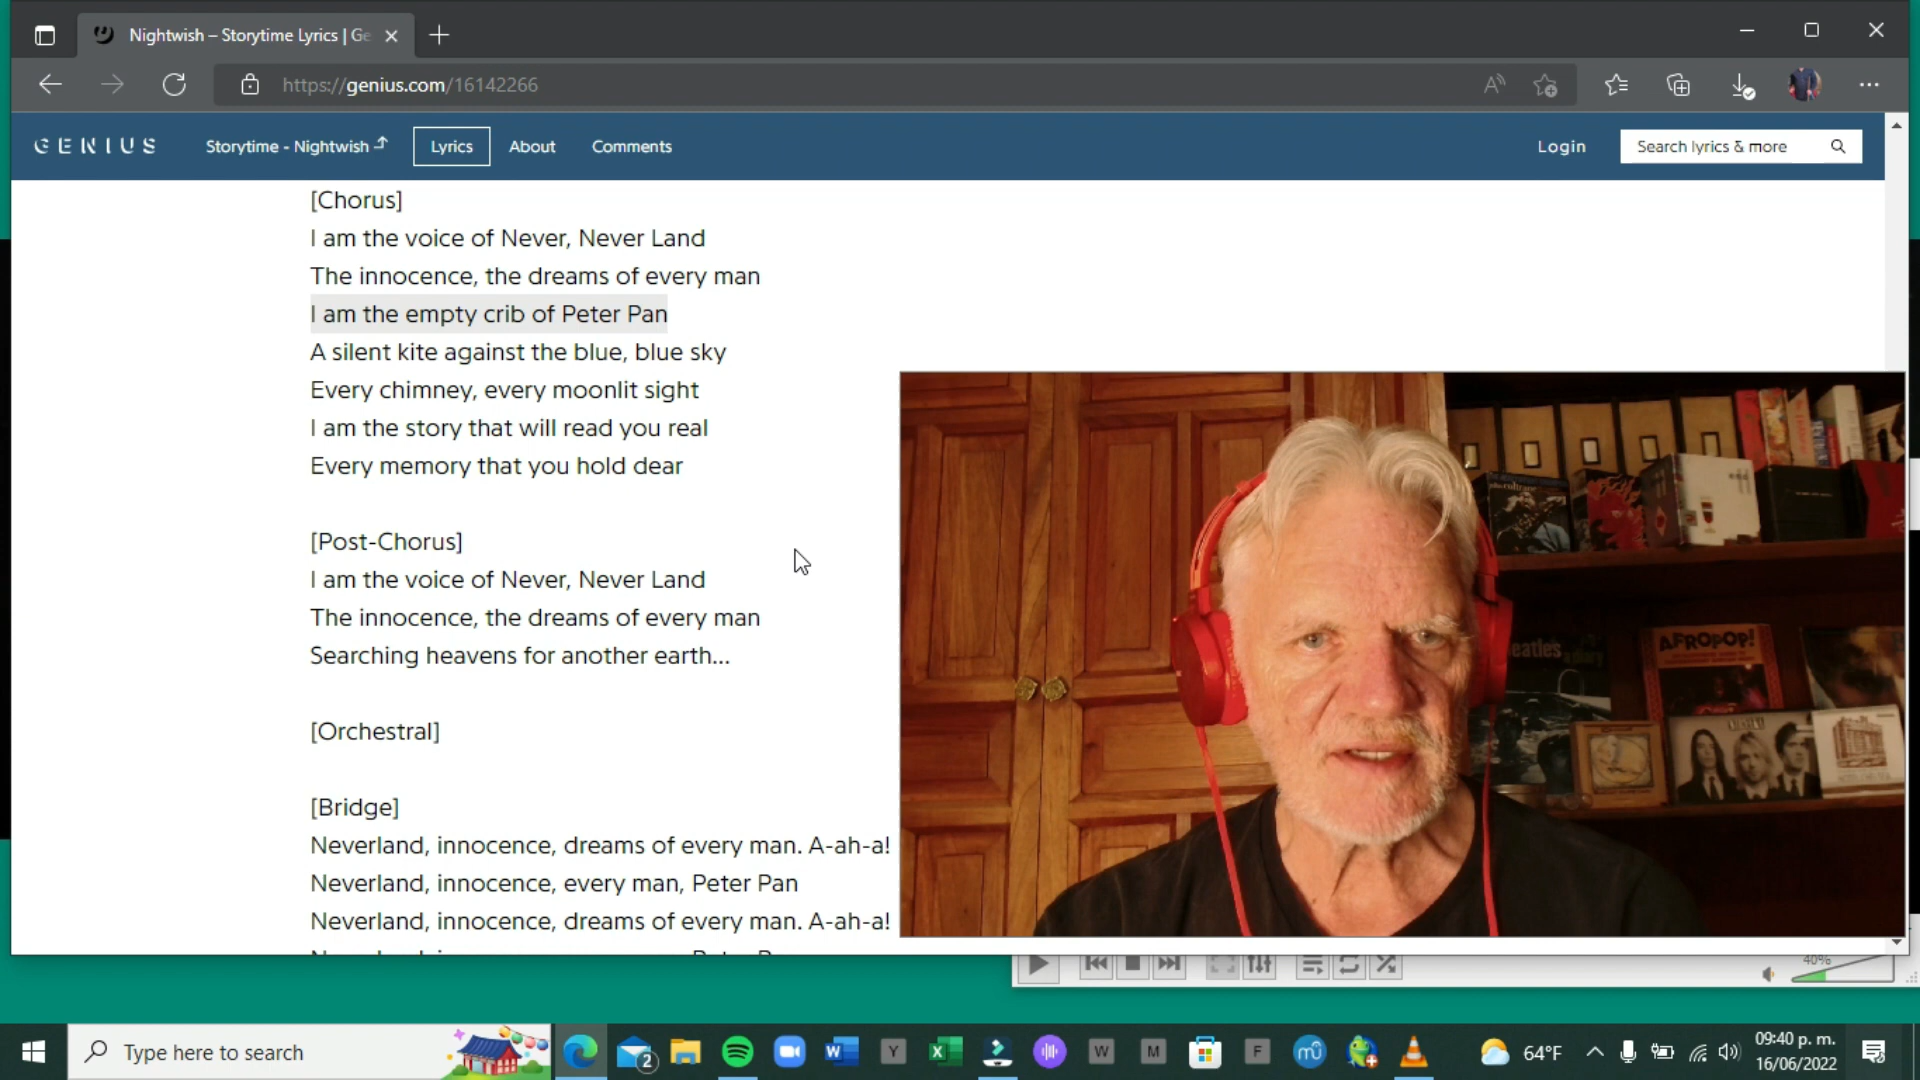 Nightwish – Storytime Lyrics | Ge
https://genius.com/16142266
GENIUS
Storytime - Nightwish
Lyrics
About
Comments
Login
Search lyrics & more
[Chorus]
I am the voice of Never, Never Land
The innocence, the dreams of every man
I am the empty crib of Peter Pan
A silent kite against the blue, blue sky
Every chimney, every moonlit sight
I am the story that will read you real
Every memory that you hold dear
[Post-Chorus]
I am the voice of Never, Never Land
The innocence, the dreams of every man
Searching heavens for another earth...
[Orchestral]
[Bridge]
Neverland, innocence, dreams of every man. A-ah-a!
Neverland, innocence, every man, Peter Pan
Neverland, innocence, dreams of every man. A-ah-a!
coltrane
eatles
AFROPOP!
40%
Type here to search
2
W
Y
X
W
M
F
mu
64°F
09:40 p. m.
16/06/2022